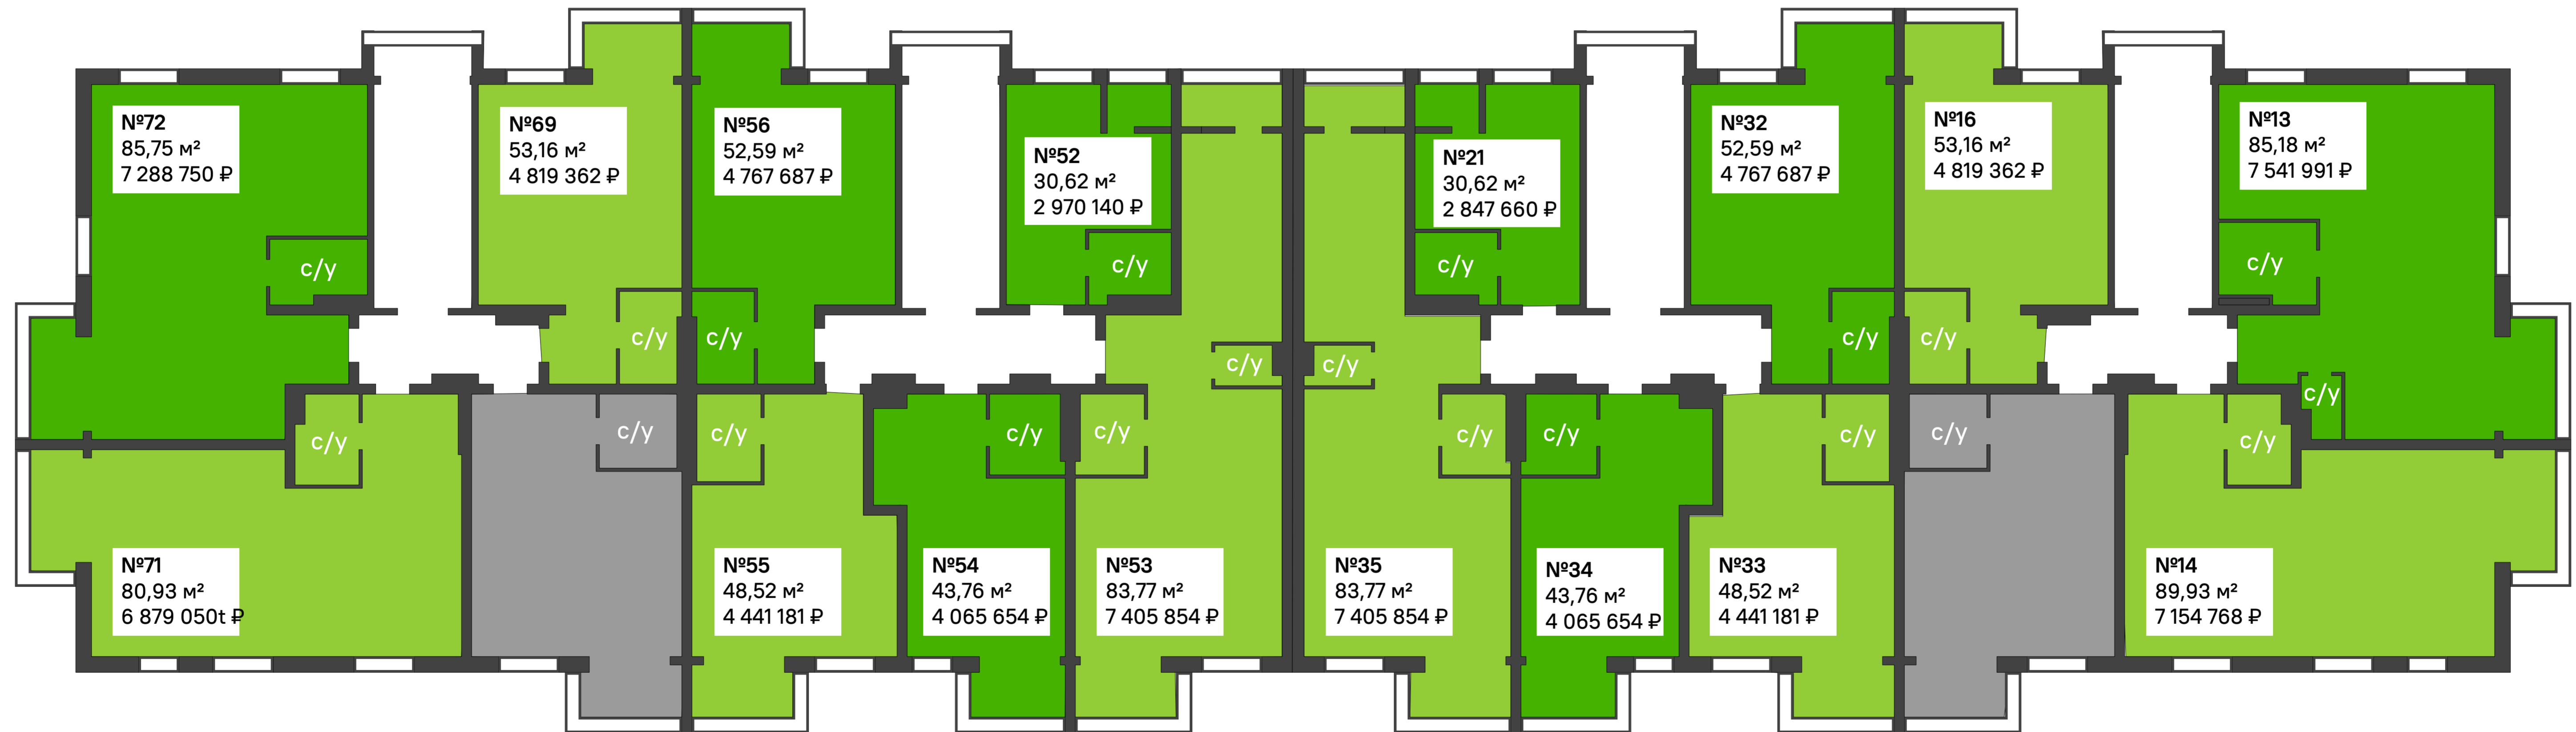 №72
85,75 м²
7 288 750 ₽
с/у
№69
53,16 м²
4 819 362 ₽
с/у
№56
52,59 м²
4 767 687 ₽
с/у
№52
30,62 м²
2 970 140 ₽
с/у
с/у
№21
30,62 м²
2 847 660 ₽
с/у
с/у
№32
52,59 м²
4 767 687 ₽
с/у
№16
53,16 м²
4 819 362 ₽
с/у
№13
85,18 м²
7 541 991 ₽
с/у
с/у
с/у
№71
80,93 м²
6 879 050t ₽
с/у
с/у
№55
48,52 м²
4 441 181 ₽
с/у
№54
43,76 м²
4 065 654 ₽
с/у
№53
83,77 м²
7 405 854 ₽
с/у
№35
83,77 м²
7 405 854 ₽
с/у
№34
43,76 м²
4 065 654 ₽
с/у
№33
48,52 м²
4 441 181 ₽
с/у
с/у
№14
89,93 м²
7 154 768 ₽